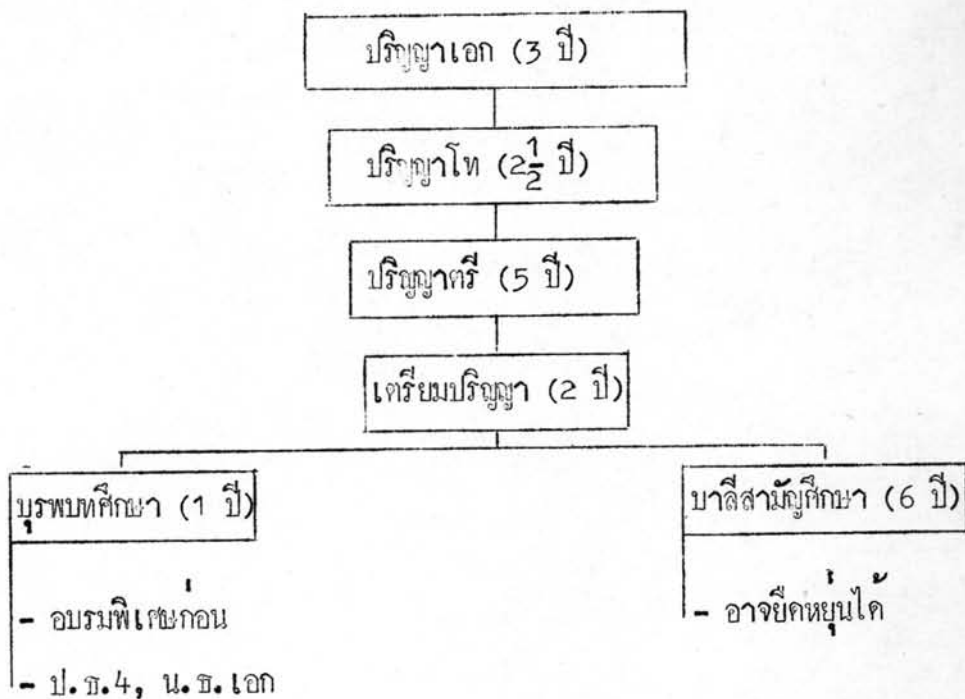 ปริญญาเอก (3 ปี)
ปริญญาโท (2 1/2 ปี)
ปริญญาตรี (5 ปี)
เตรียมปริญญา (2 ปี)
บุรพบทศึกษา (1 ปี)
- อบรมพิเศษก่อน
- ป.ธ.4, น.ธ.เอก
บาลีสามัญศึกษา (6 ปี)
- อาจยืดหยุ่นได้